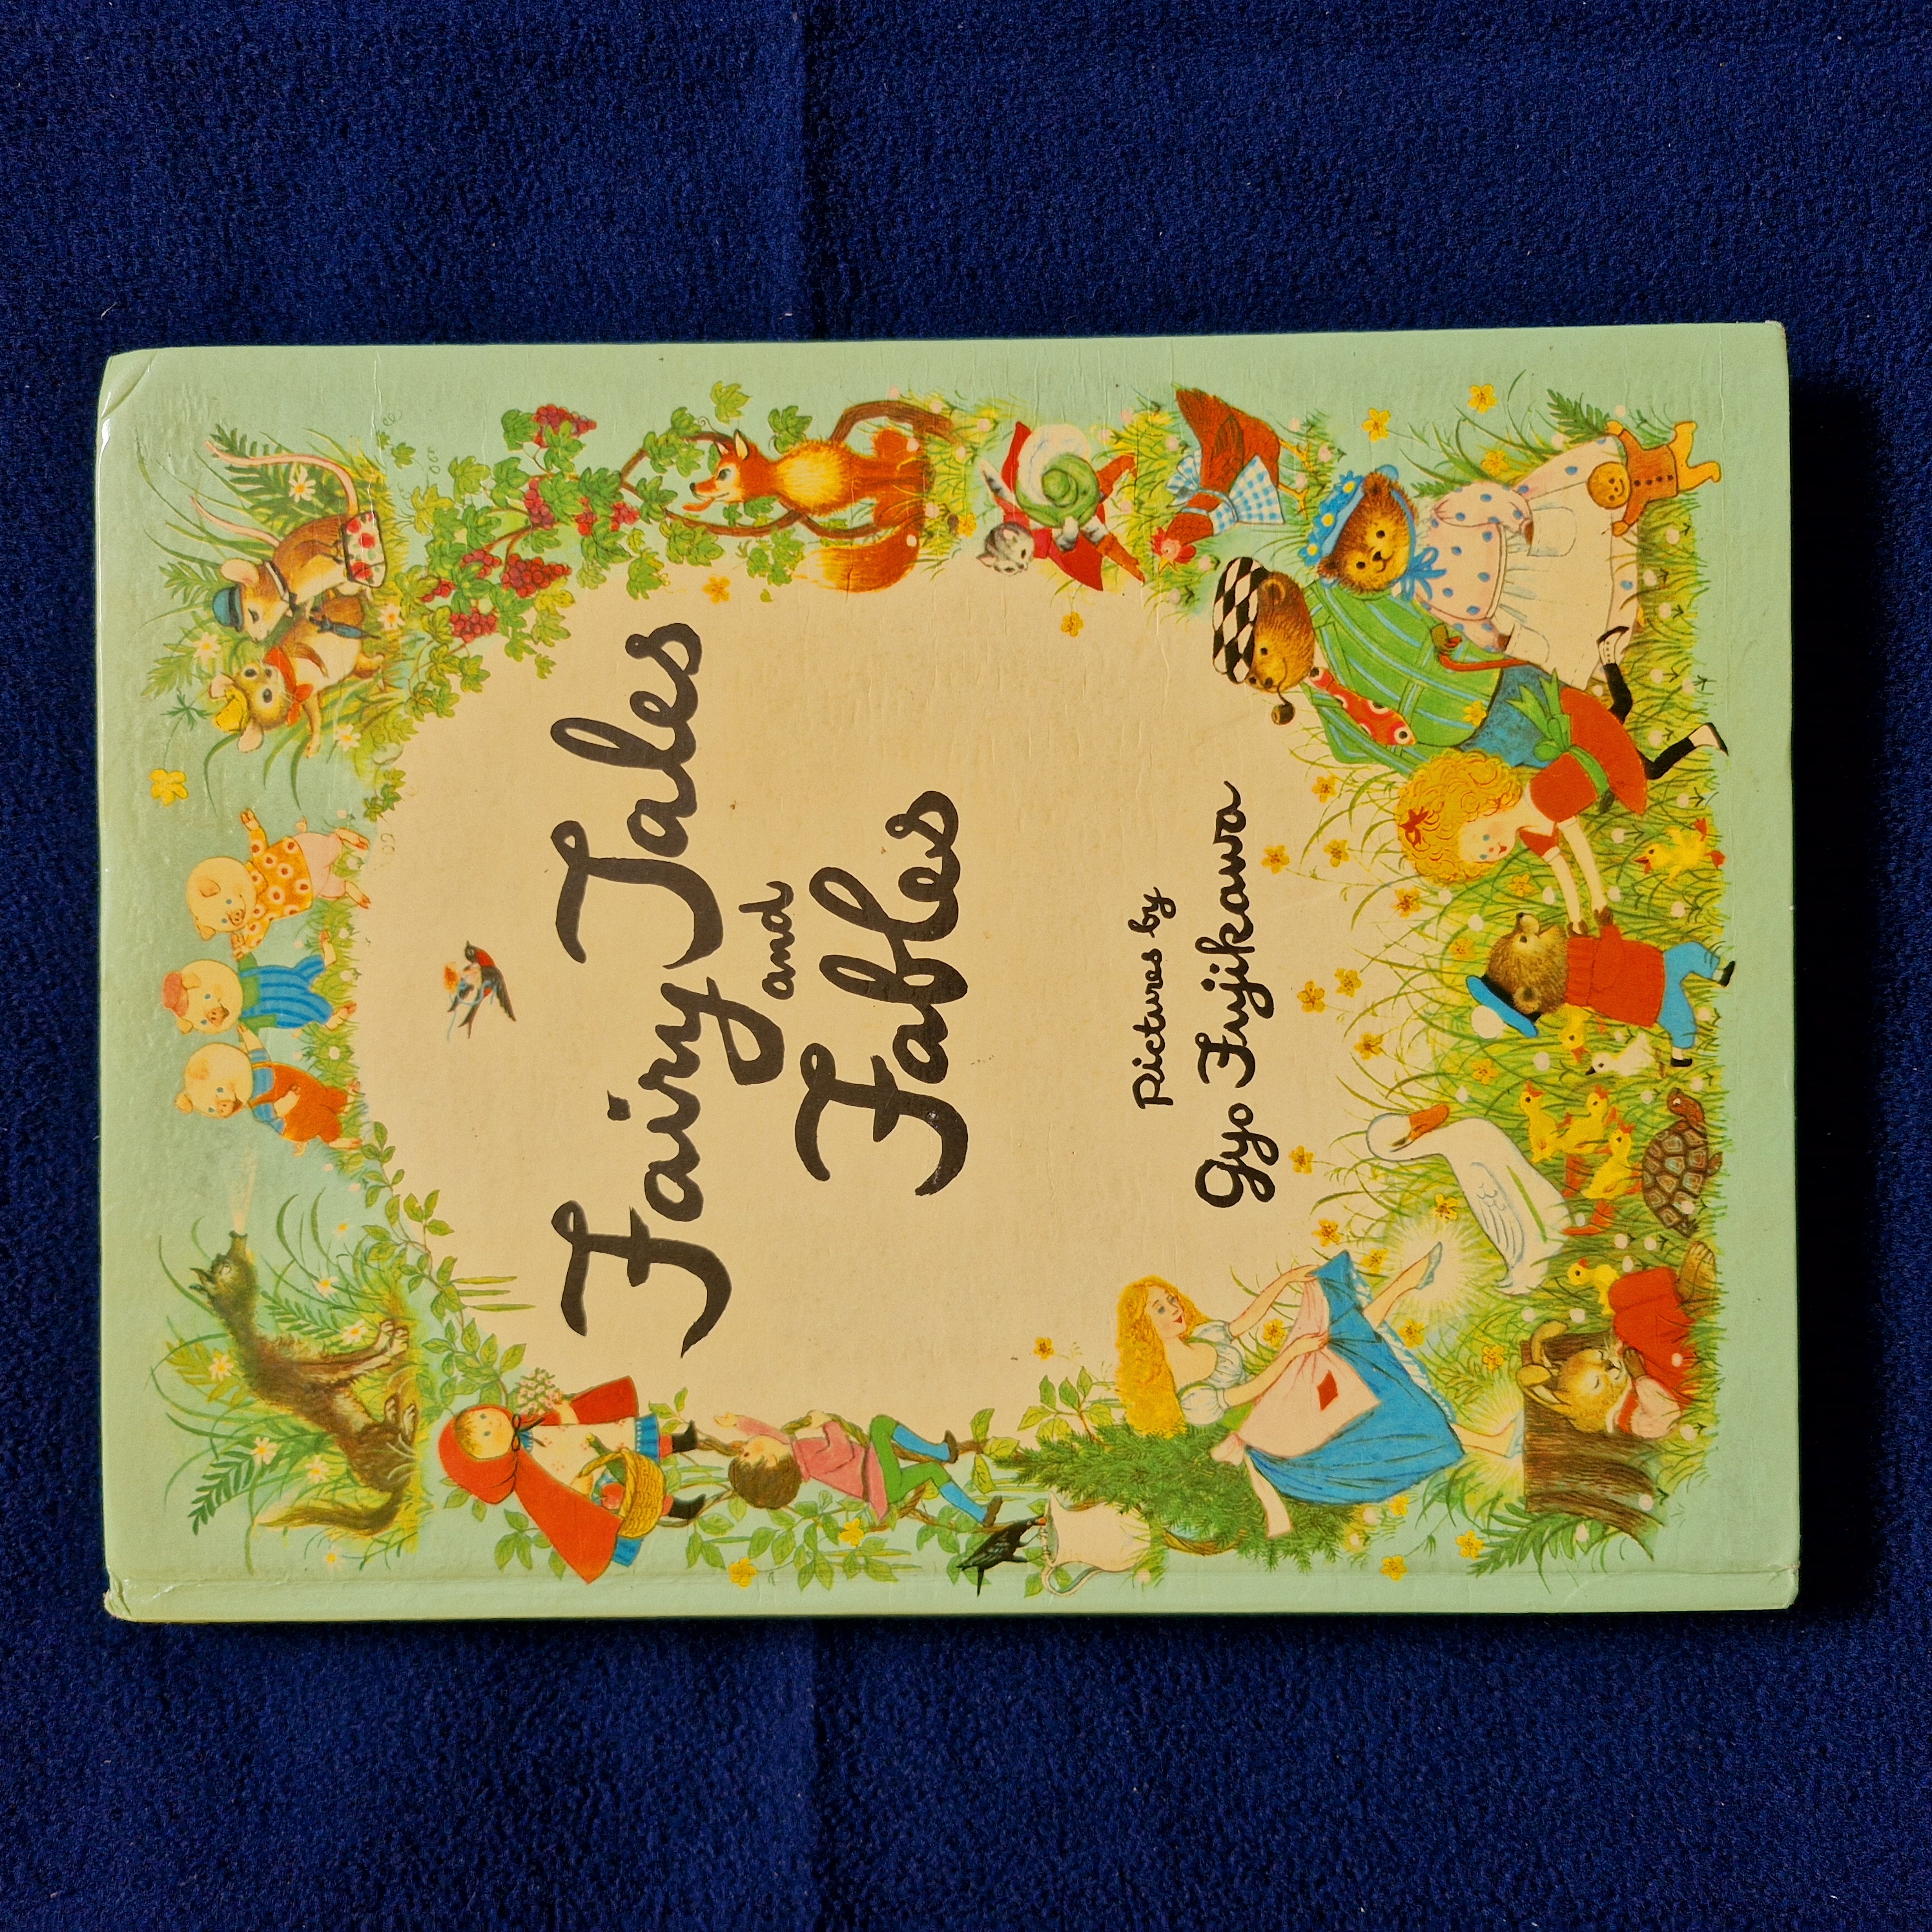 Fairy Tales
and
Fables
Pictures by
Gyo Fujikawa